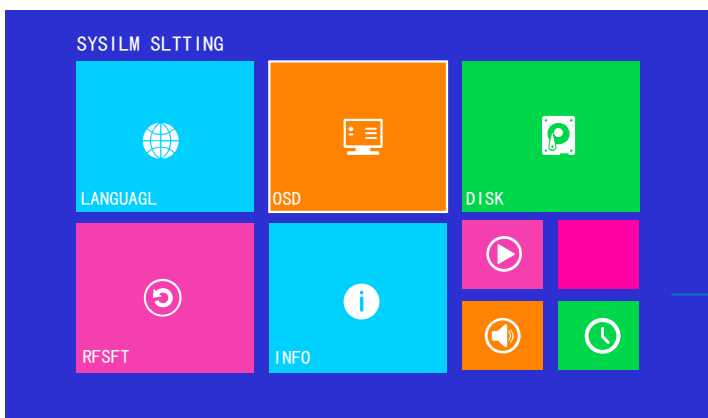 SYSILM SLTTING
LANGUAGL
OSD
DISK
RFSFT
INFO